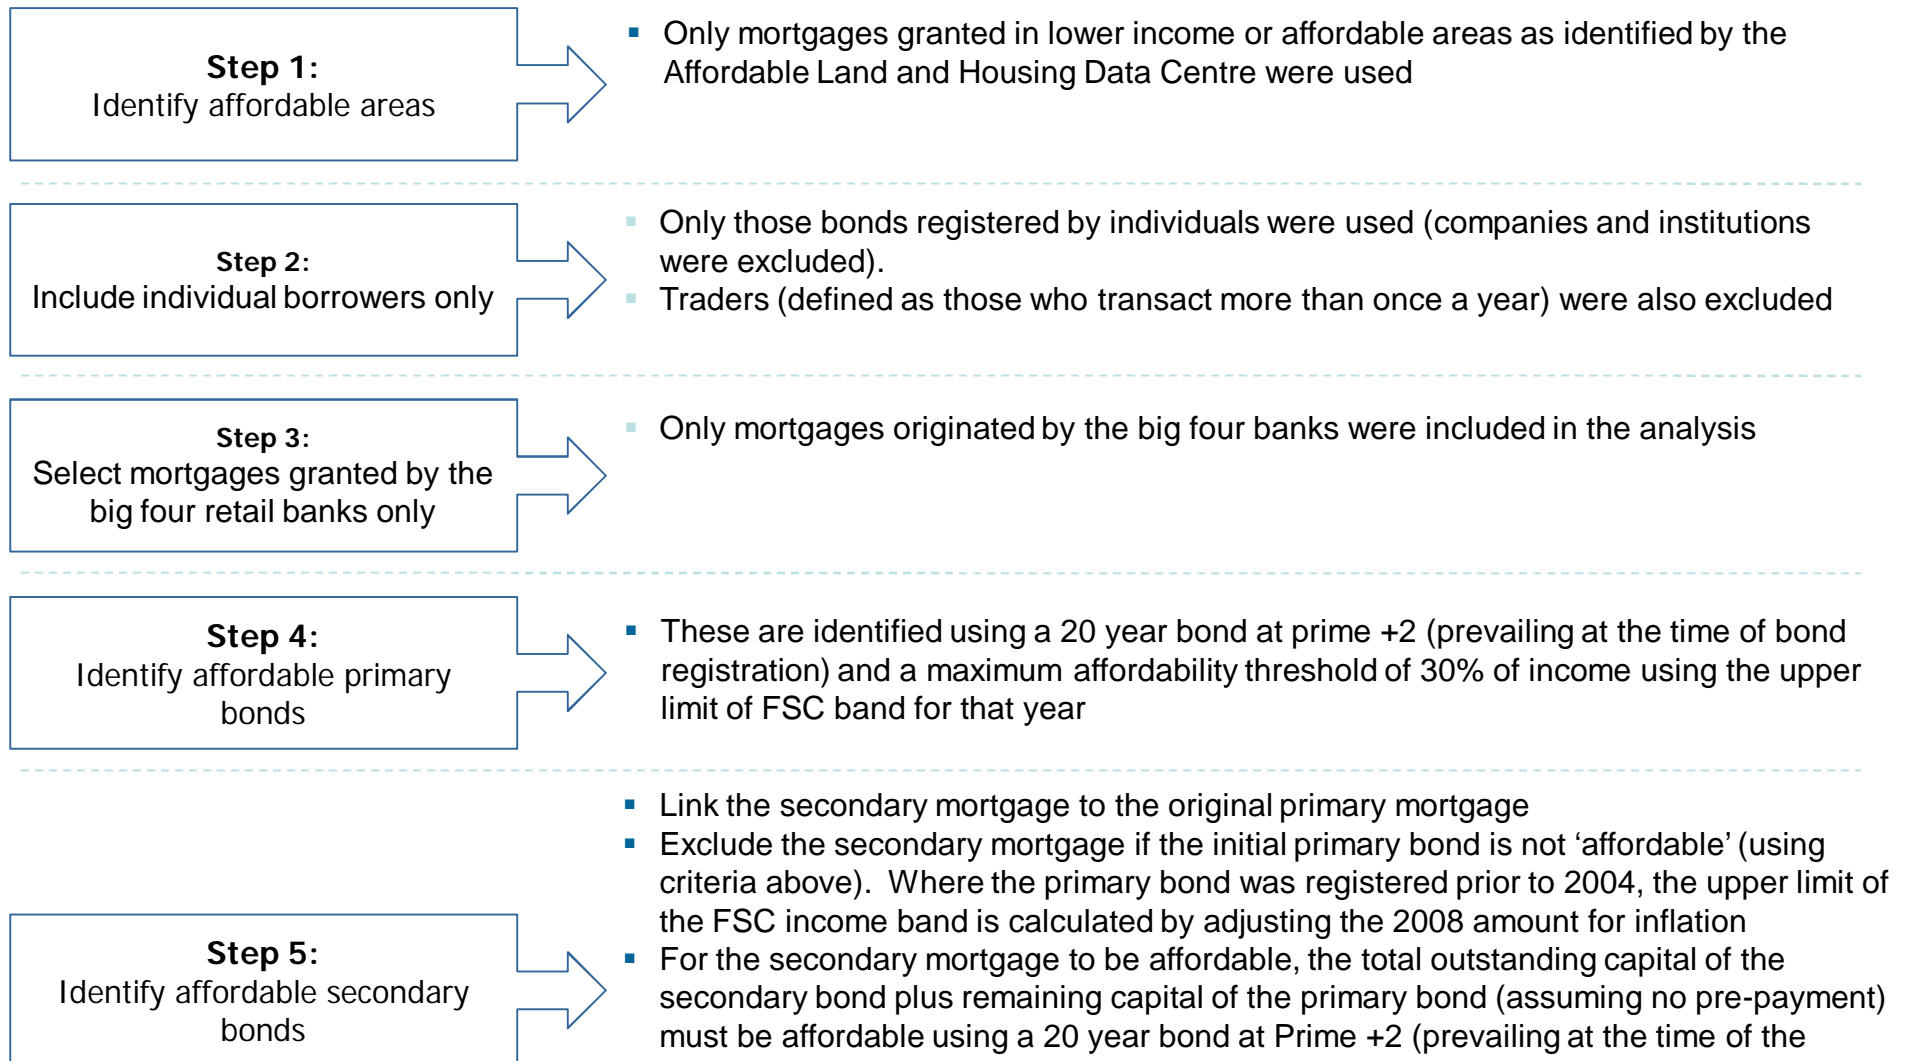 Step 1:
Identify affordable areas
▪ Only mortgages granted in lower income or affordable areas as identified by the
Affordable Land and Housing Data Centre were used
Step 2:
Include individual borrowers only
▪ Only those bonds registered by individuals were used (companies and institutions
were excluded).
▪ Traders (defined as those who transact more than once a year) were also excluded
Step 3:
Select mortgages granted by the
big four retail banks only
▪ Only mortgages originated by the big four banks were included in the analysis
Step 4:
Identify affordable primary
bonds
▪ These are identified using a 20 year bond at prime +2 (prevailing at the time of bond
registration) and a maximum affordability threshold of 30% of income using the upper
limit of FSC band for that year
Step 5:
Identify affordable secondary
bonds
▪ Link the secondary mortgage to the original primary mortgage
▪ Exclude the secondary mortgage if the initial primary bond is not ‘affordable’ (using
criteria above). Where the primary bond was registered prior to 2004, the upper limit of
the FSC income band is calculated by adjusting the 2008 amount for inflation
▪ For the secondary mortgage to be affordable, the total outstanding capital of the
secondary bond plus remaining capital of the primary bond (assuming no pre-payment)
must be affordable using a 20 year bond at Prime +2 (prevailing at the time of the